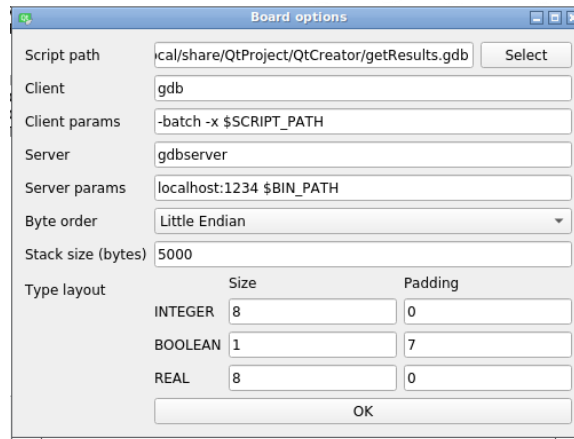 Board options
Script path ocal/share/QtProject/QtCreator/getResults.gdb Select
Client gdb
Client params -batch -x $SCRIPT_PATH
Server gdbserver
Server params localhost:1234 $BIN_PATH
Byte order Little Endian
Stack size (bytes) 5000
Type layout Size Padding
INTEGER 8 0
BOOLEAN 1 7
REAL 8 0
OK